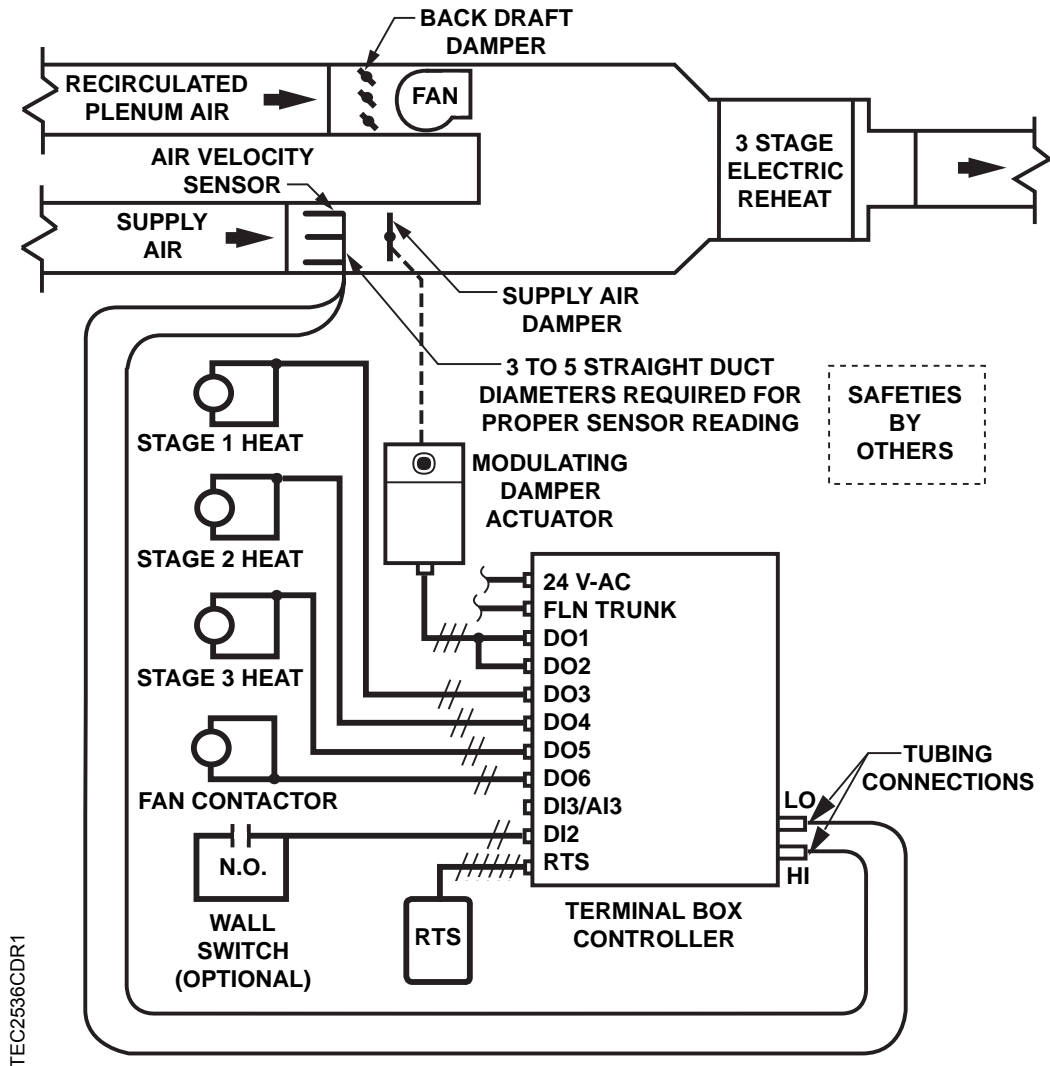 BACK DRAFT
DAMPER
RECIRCULATED
PLENUM AIR
FAN
AIR VELOCITY
SENSOR
3 STAGE
ELECTRIC
REHEAT
SUPPLY
AIR
SUPPLY AIR
DAMPER
3 TO 5 STRAIGHT DUCT
DIAMETERS REQUIRED FOR
PROPER SENSOR READING
SAFETIES
BY
OTHERS
STAGE 1 HEAT
MODULATING
DAMPER
ACTUATOR
STAGE 2 HEAT
24 V-AC
FLN TRUNK
DO1
DO2
STAGE 3 HEAT
DO3
DO4
DO5
DO6
TUBING
CONNECTIONS
FAN CONTACTOR
DI3/AI3
LO
DI2
N.O.
RTS
HI
WALL
SWITCH
(OPTIONAL)
RTS
TERMINAL BOX
CONTROLLER
TEC2536CDR1